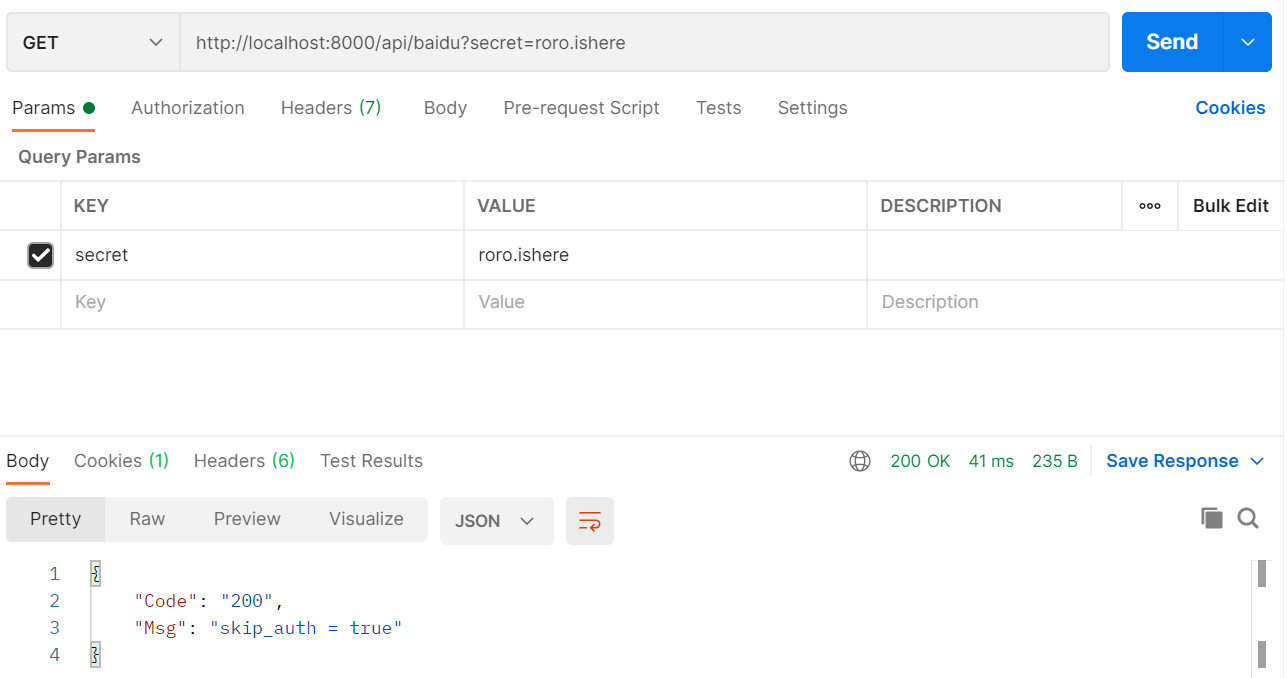 GET http://localhost:8000/api/baidu?secret=roro.ishere Send
Params Authorization Headers (7) Body Pre-request Script Tests Settings Cookies
Query Params
KEY VALUE DESCRIPTION ooo Bulk Edit
secret roro.ishere
Key Value Description
Body Cookies (1) Headers (6) Test Results 200 OK 41 ms 235 B Save Response
Pretty Raw Preview Visualize JSON
1 {
2 "Code": "200",
3 "Msg": "skip_auth = true"
4 }